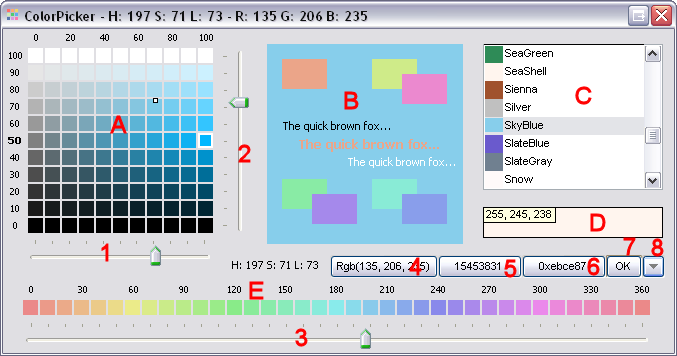 ColorPicker - H: 197 S: 71 L: 73 - R: 135 G: 206 B: 235
0 20 40 60 80 100
100
90
80
70
60
50
40
30
20
10
0
A
1
2
B
The quick brown fox...
The quick brown fox...
The quick brown fox...
SeaGreen
SeaShell
Sienna
Silver
SkyBlue
SlateBlue
SlateGray
Snow
C
255, 245, 238
D
H: 197 S: 71 L: 73
Rgb(135, 206, 235)
4
15453831
5
0xebce87
6
OK
7
8
E
0 30 60 90 120 150 180 210 240 270 300 330 360
3